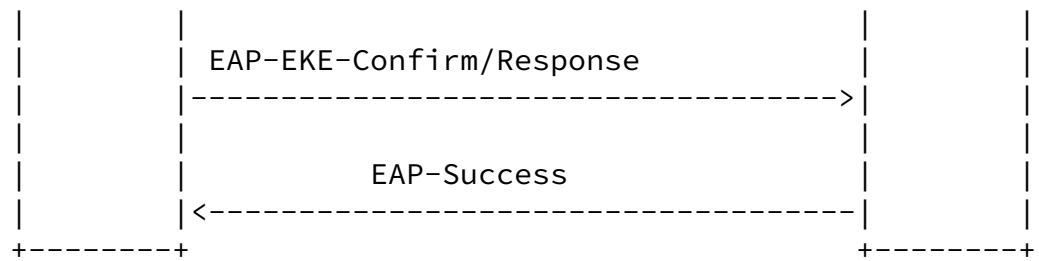 |        |                                     |        |
|        | EAP-EKE-Confirm/Response            |        |
|        |------------------------------------>|        |
|        |                                     |        |
|        |          EAP-Success                |        |
|        |<------------------------------------|        |
+--------+                                     +--------+